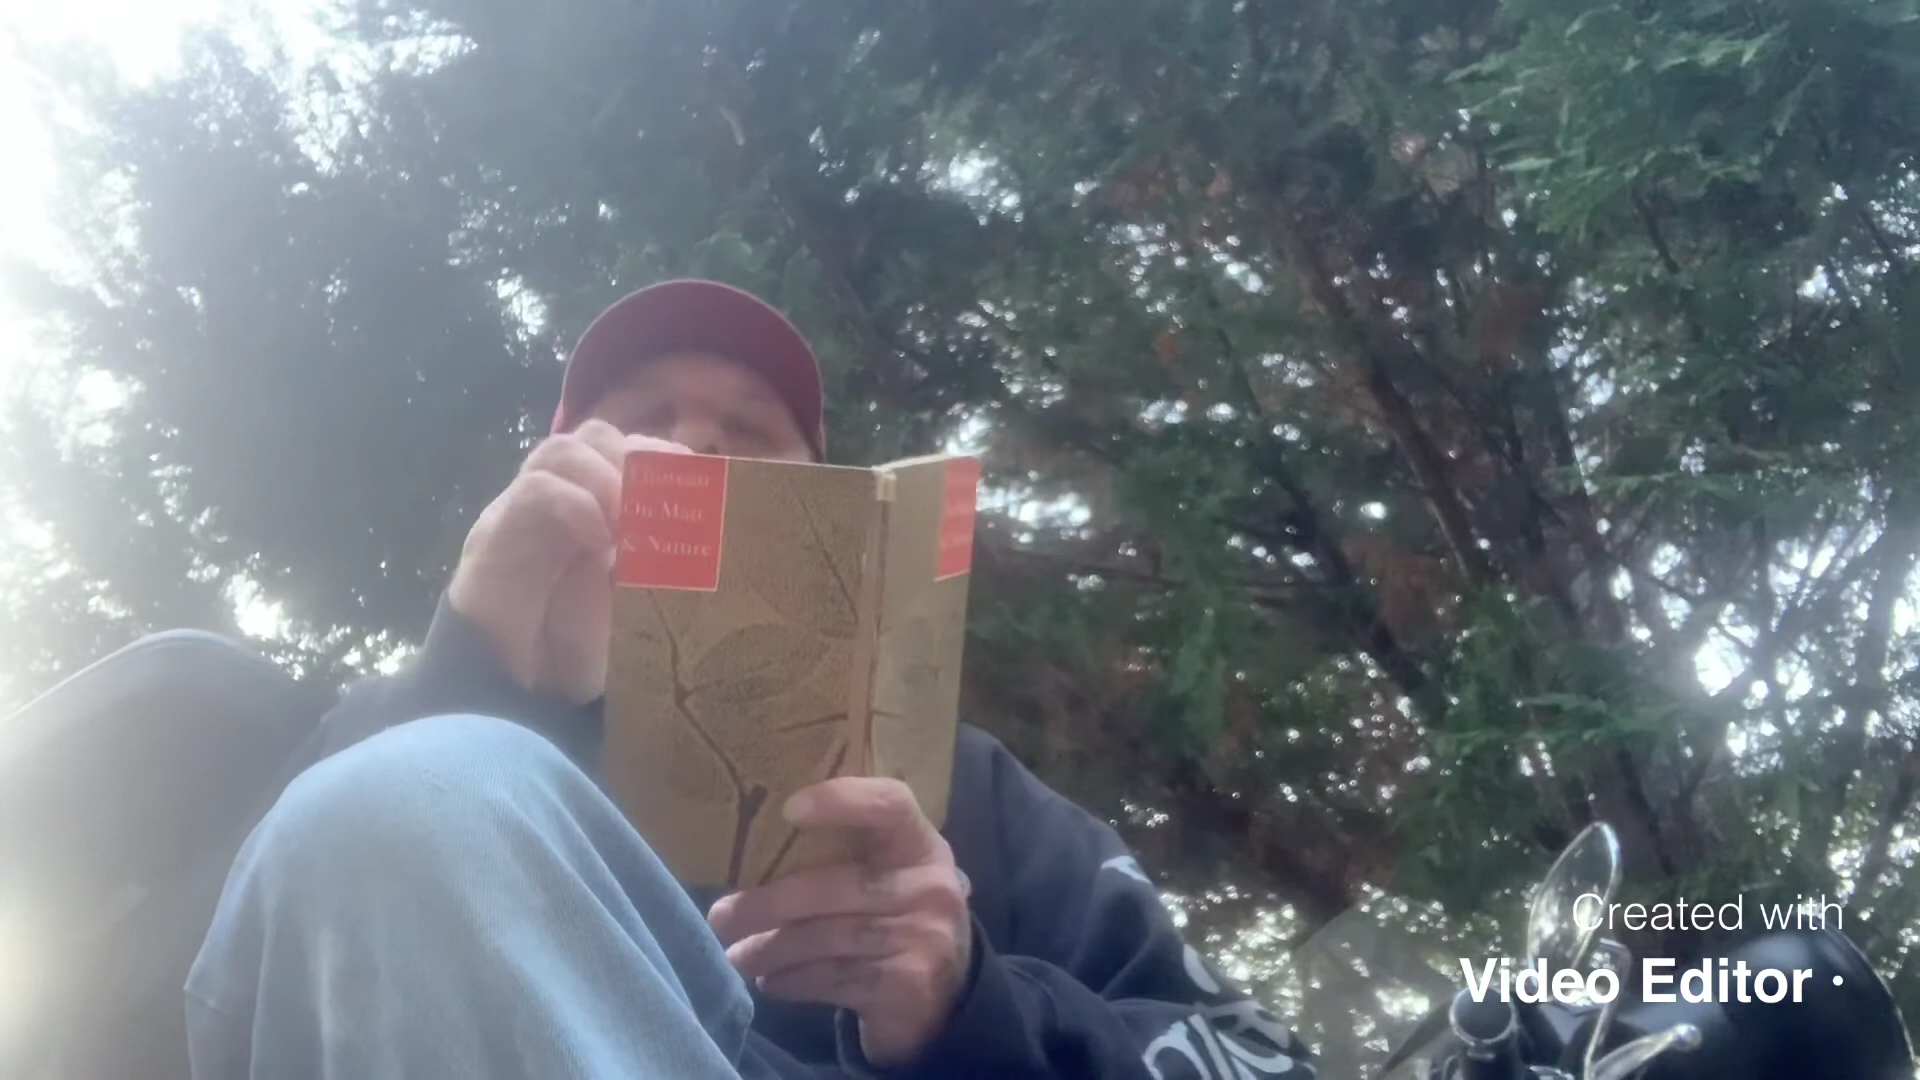 Thoreau
On Man
& Nature
Created with
Video Editor